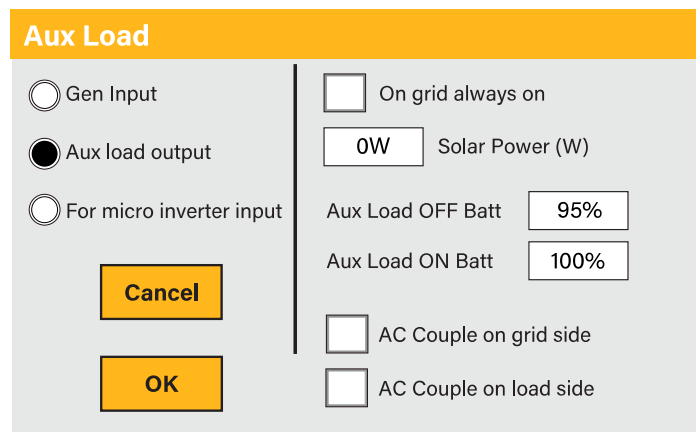 Aux Load
Gen Input
Aux load output
For micro inverter input
Cancel
OK
On grid always on
0W Solar Power (W)
Aux Load OFF Batt 95%
Aux Load ON Batt 100%
AC Couple on grid side
AC Couple on load side